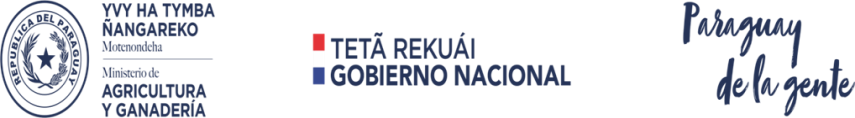 REPUBLICA DEL PARAGUAY
YVY HA TYMBA
ÑANGAREKO
Motenondeha
Ministerio de
AGRICULTURA
Y GANADERÍA
TETÃ REKUÁI
GOBIERNO NACIONAL
Paraguay
de la gente